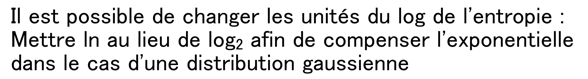 Il est possible de changer les unités du log de l'entropie :
Mettre ln au lieu de log₂ afin de compenser l'exponentielle
dans le cas d'une distribution gaussienne